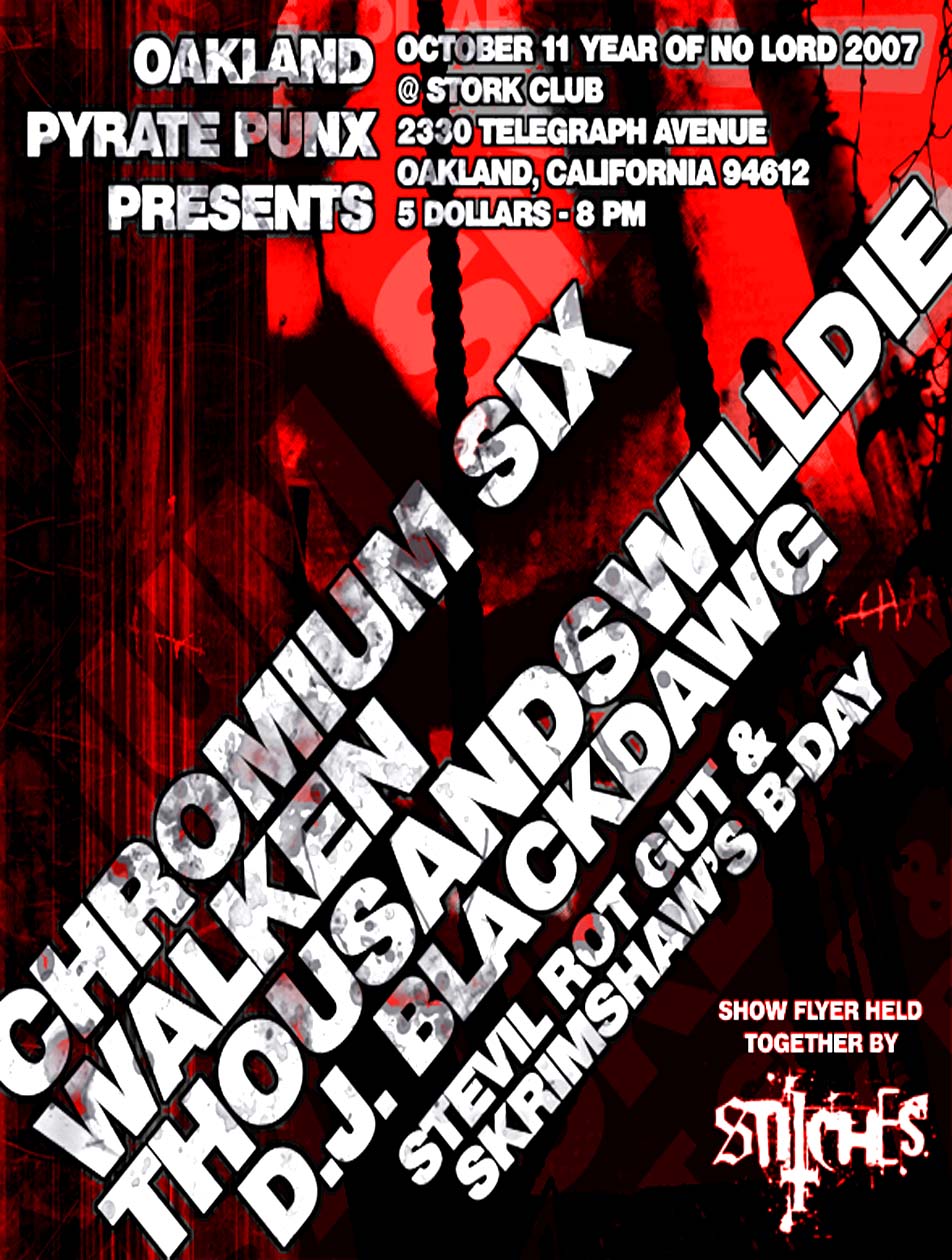 OAKLAND
PYRATE PUNX
PRESENTS
OCTOBER 11 YEAR OF NO LORD 2007
@ STORK CLUB
2330 TELEGRAPH AVENUE
OAKLAND, CALIFORNIA 94612
5 DOLLARS - 8 PM
CHROMIUM SIX
WALKEN
THOUSANDSWILLDIE
D.J. BLACKDAWG
STEVIL ROT GUT &
SKRIMSHAW'S B-DAY
SHOW FLYER HELD
TOGETHER BY
STITCHES